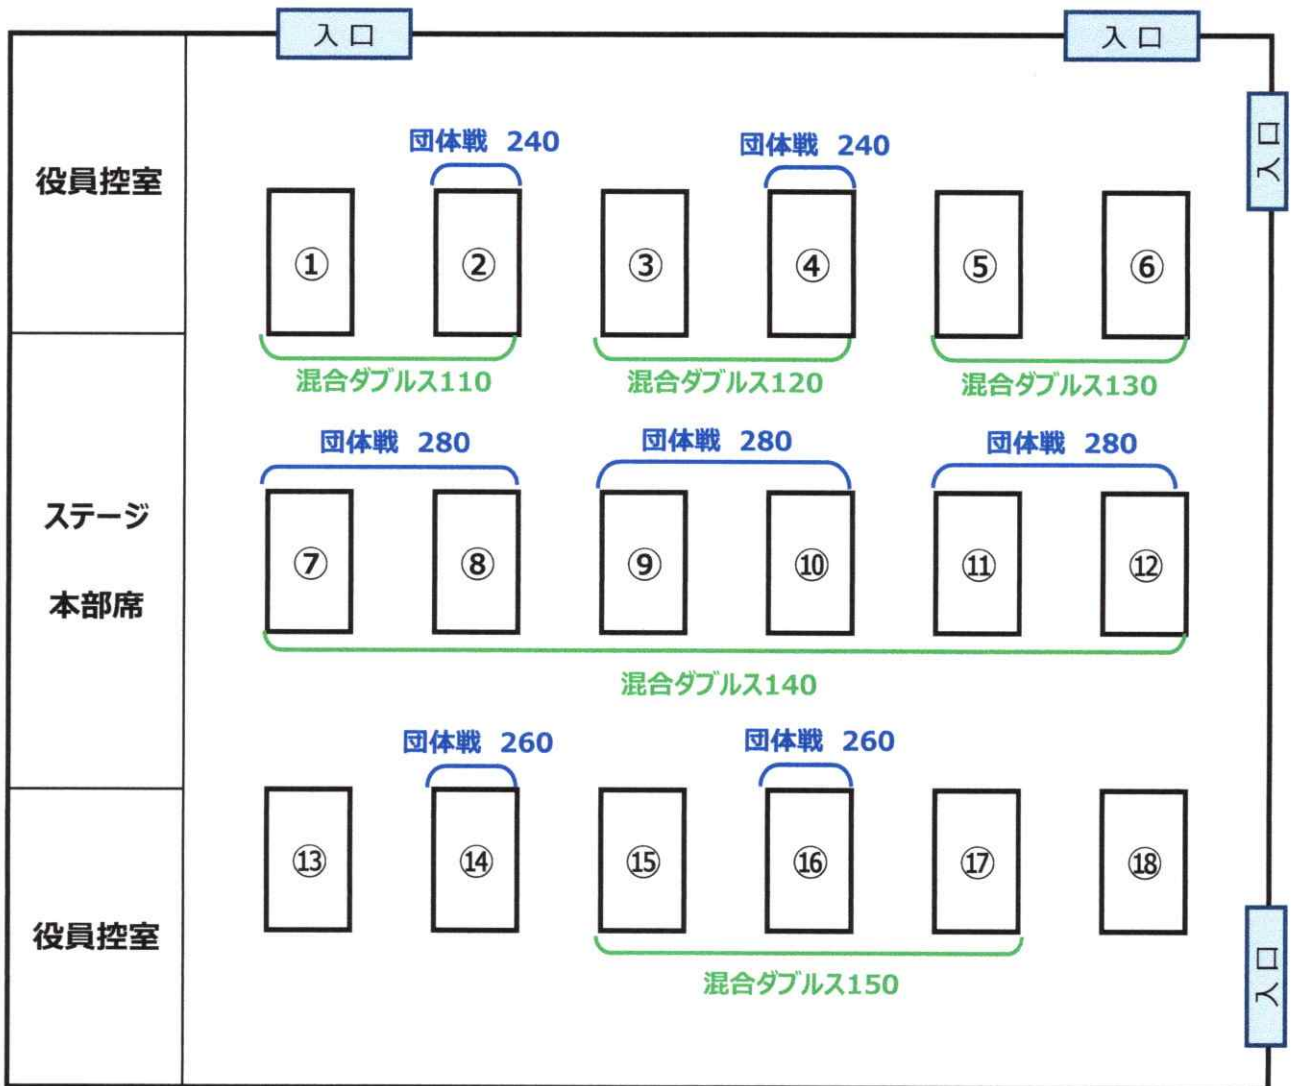 入口
入口
入口
役員控室
団体戦 240
団体戦 240
①
②
③
④
⑤
⑥
混合ダブルス110
混合ダブルス120
混合ダブルス130
団体戦 280
団体戦 280
団体戦 280
ステージ
本部席
⑦
⑧
⑨
⑩
⑪
⑫
混合ダブルス140
団体戦 260
団体戦 260
⑬
⑭
⑮
⑯
⑰
⑱
役員控室
混合ダブルス150
入口